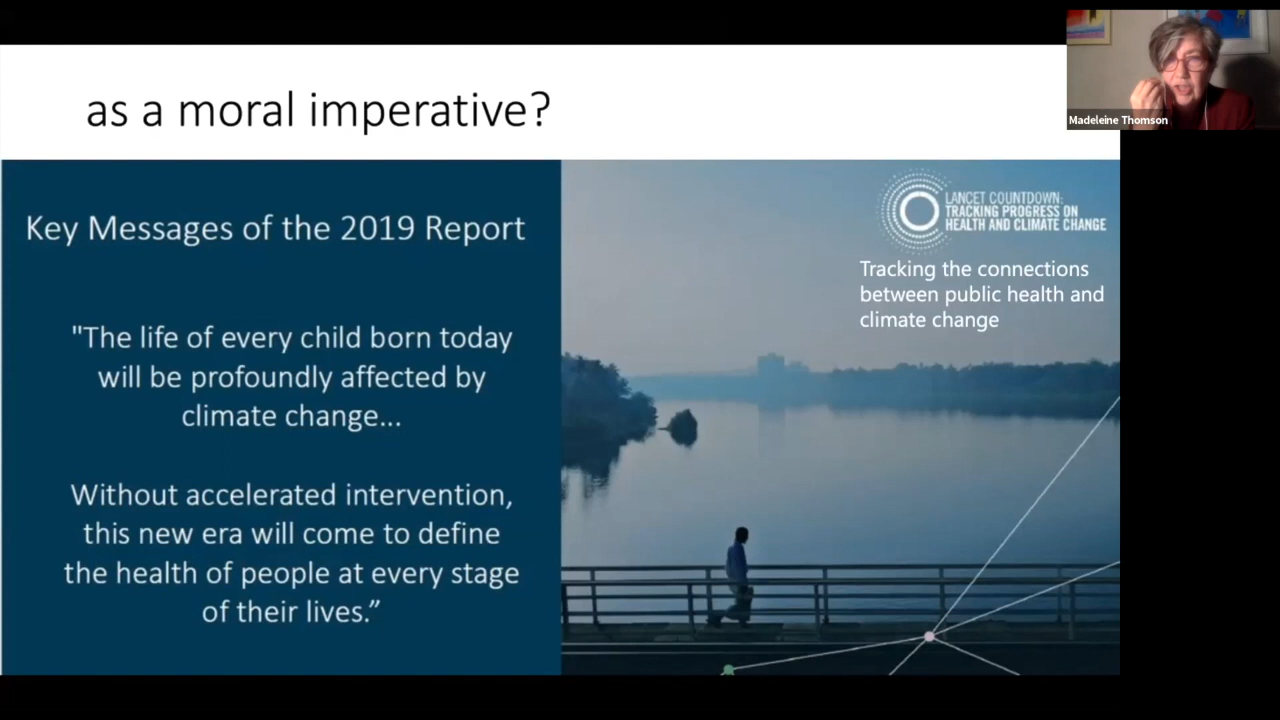 as a moral imperative?
Madeleine Thomson
Key Messages of the 2019 Report
"The life of every child born today
will be profoundly affected by
climate change...
Without accelerated intervention,
this new era will come to define
the health of people at every stage
of their lives.”
LANCET COUNTDOWN:
TRACKING PROGRESS ON
HEALTH AND CLIMATE CHANGE
Tracking the connections
between public health and
climate change